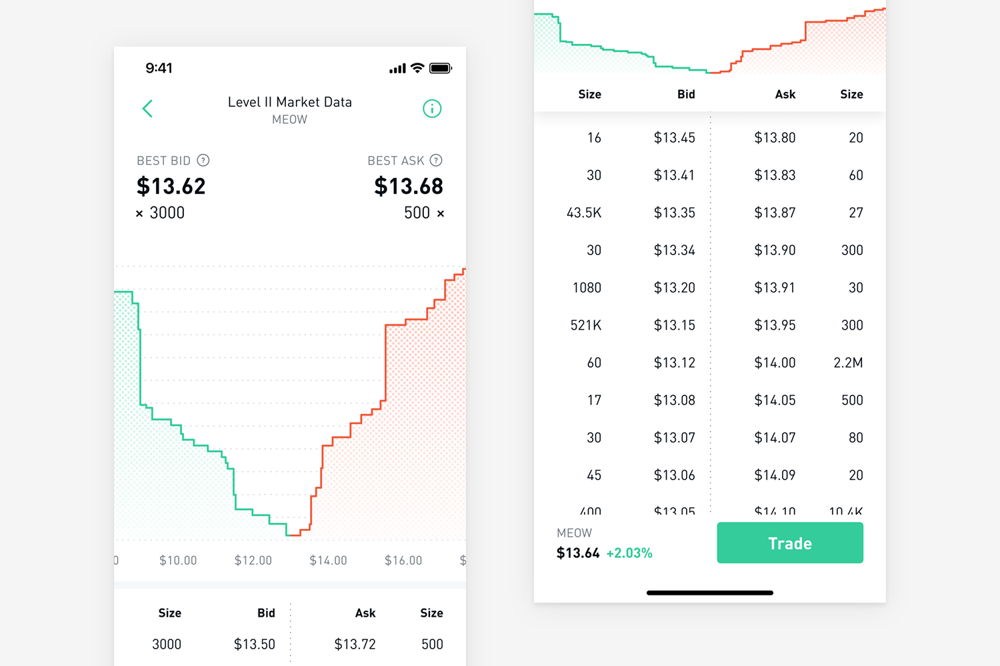 9:41
Level II Market Data
MEOW
BEST BID ? BEST ASK ?
$13.62 $13.68
× 3000 500 ×
0 $10.00 $12.00 $14.00 $16.00 $
Size Bid Ask Size
3000 $13.50 $13.72 500
Size Bid Ask Size
16 $13.45 $13.80 20
30 $13.41 $13.83 60
43.5K $13.35 $13.87 27
30 $13.34 $13.90 300
1080 $13.20 $13.91 30
521K $13.15 $13.95 300
60 $13.12 $14.00 2.2M
17 $13.08 $14.05 500
30 $13.07 $14.07 80
45 $13.06 $14.09 20
400 $13.05 $14.10 10.4K
MEOW
$13.64 +2.03%
Trade